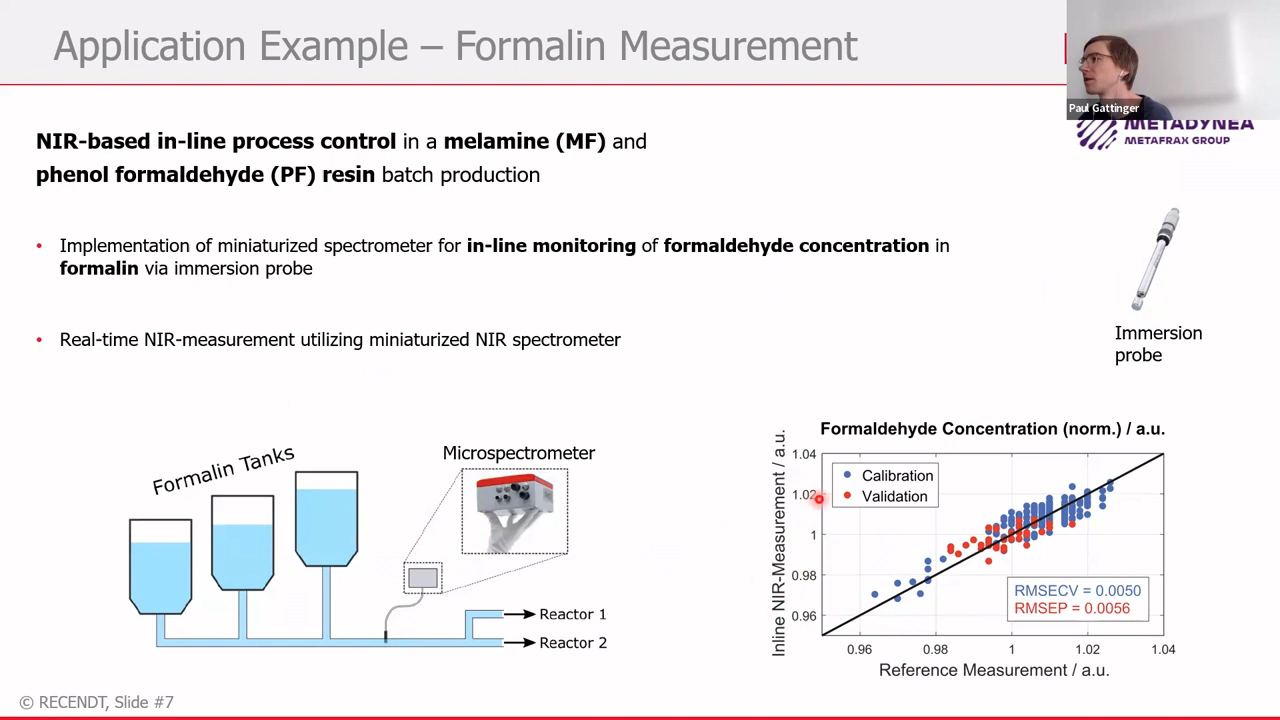 Application Example – Formalin Measurement
Paul Gattinger
METADYNEA
METAFRAX GROUP
NIR-based in-line process control in a melamine (MF) and
phenol formaldehyde (PF) resin batch production
• Implementation of miniaturized spectrometer for in-line monitoring of formaldehyde concentration in
formalin via immersion probe
• Real-time NIR-measurement utilizing miniaturized NIR spectrometer
Immersion
probe
Formalin Tanks
Microspectrometer
Reactor 1
Reactor 2
Formaldehyde Concentration (norm.) / a.u.
Inline NIR-Measurement / a.u.
1.04
1.02
1
0.98
0.96
Calibration
Validation
RMSECV = 0.0050
RMSEP = 0.0056
0.96 0.98 1 1.02 1.04
Reference Measurement / a.u.
© RECENDT, Slide #7